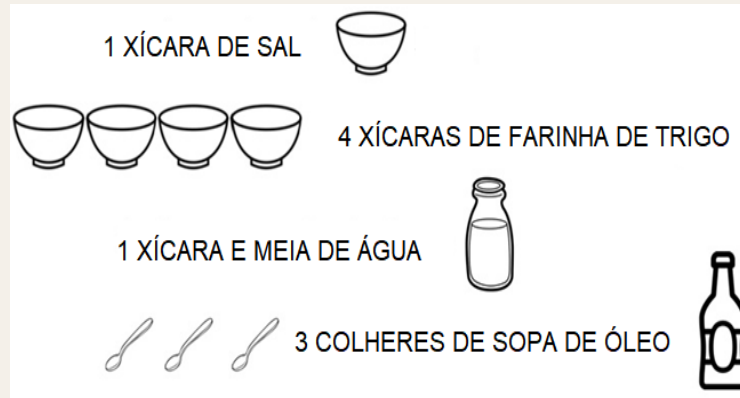 1 XÍCARA DE SAL
4 XÍCARAS DE FARINHA DE TRIGO
1 XÍCARA E MEIA DE ÁGUA
3 COLHERES DE SOPA DE ÓLEO